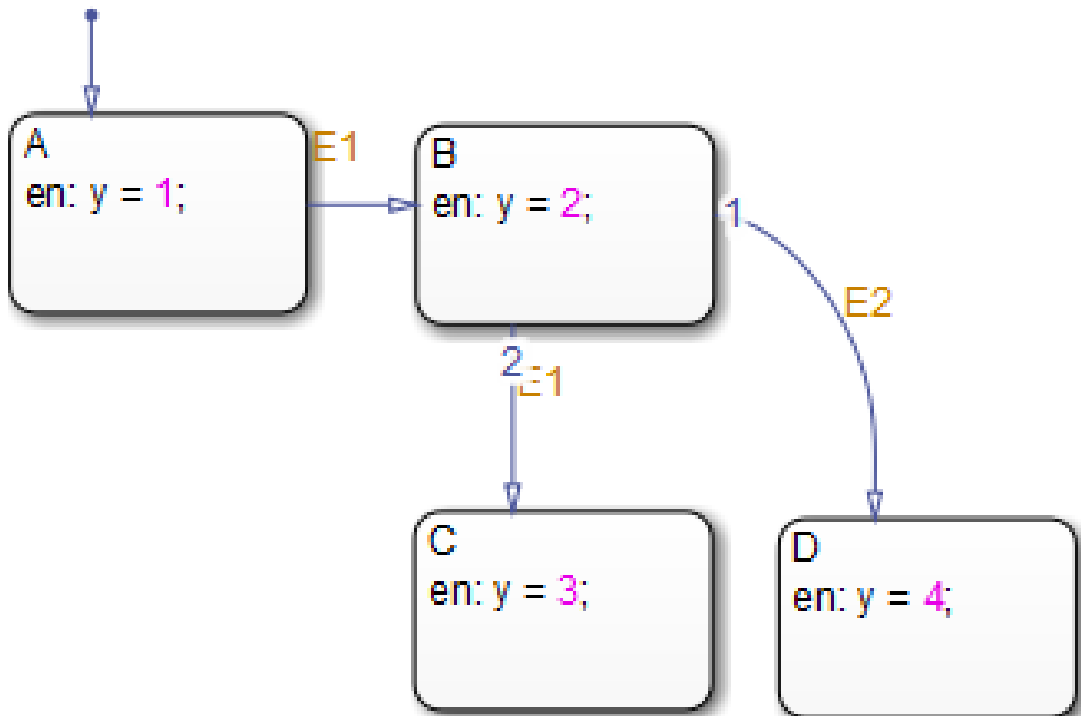 A
en: y = 1;
E1
B
en: y = 2;
1
E2
2
E1
C
en: y = 3;
D
en: y = 4;